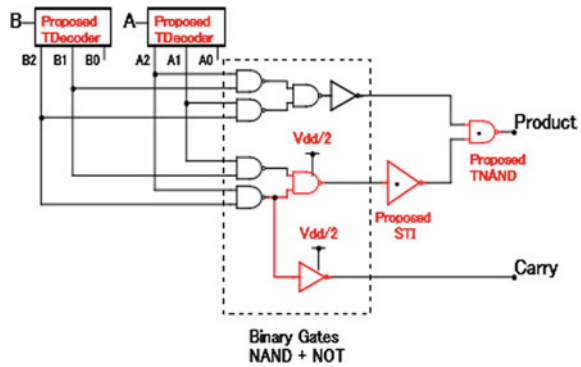 B
Proposed
TDecoder
A
Proposed
TDecoder
B2
B1
B0
A2
A1
A0
Vdd/2
Product
Proposed
TNAND
Proposed
STI
Vdd/2
Carry
Binary Gates
NAND + NOT